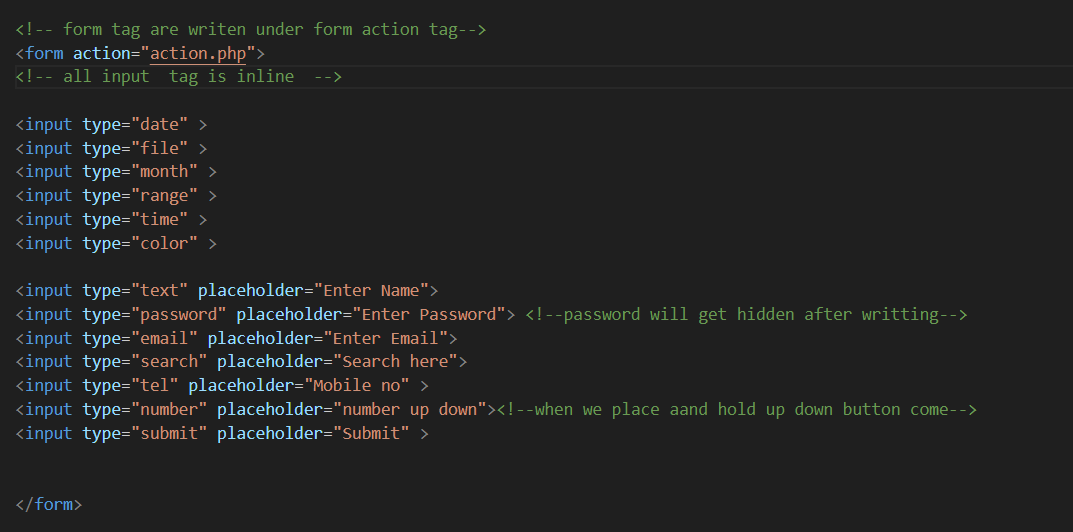 <!-- form tag are writen under form action tag-->
<form action="action.php">
<!-- all input  tag is inline  -->
<input type="date" >
<input type="file" >
<input type="month" >
<input type="range" >
<input type="time" >
<input type="color" >
<input type="text" placeholder="Enter Name">
<input type="password" placeholder="Enter Password"> <!--password will get hidden after writting-->
<input type="email" placeholder="Enter Email">
<input type="search" placeholder="Search here">
<input type="tel" placeholder="Mobile no" >
<input type="number" placeholder="number up down"><!--when we place aand hold up down button come-->
<input type="submit" placeholder="Submit" >
</form>